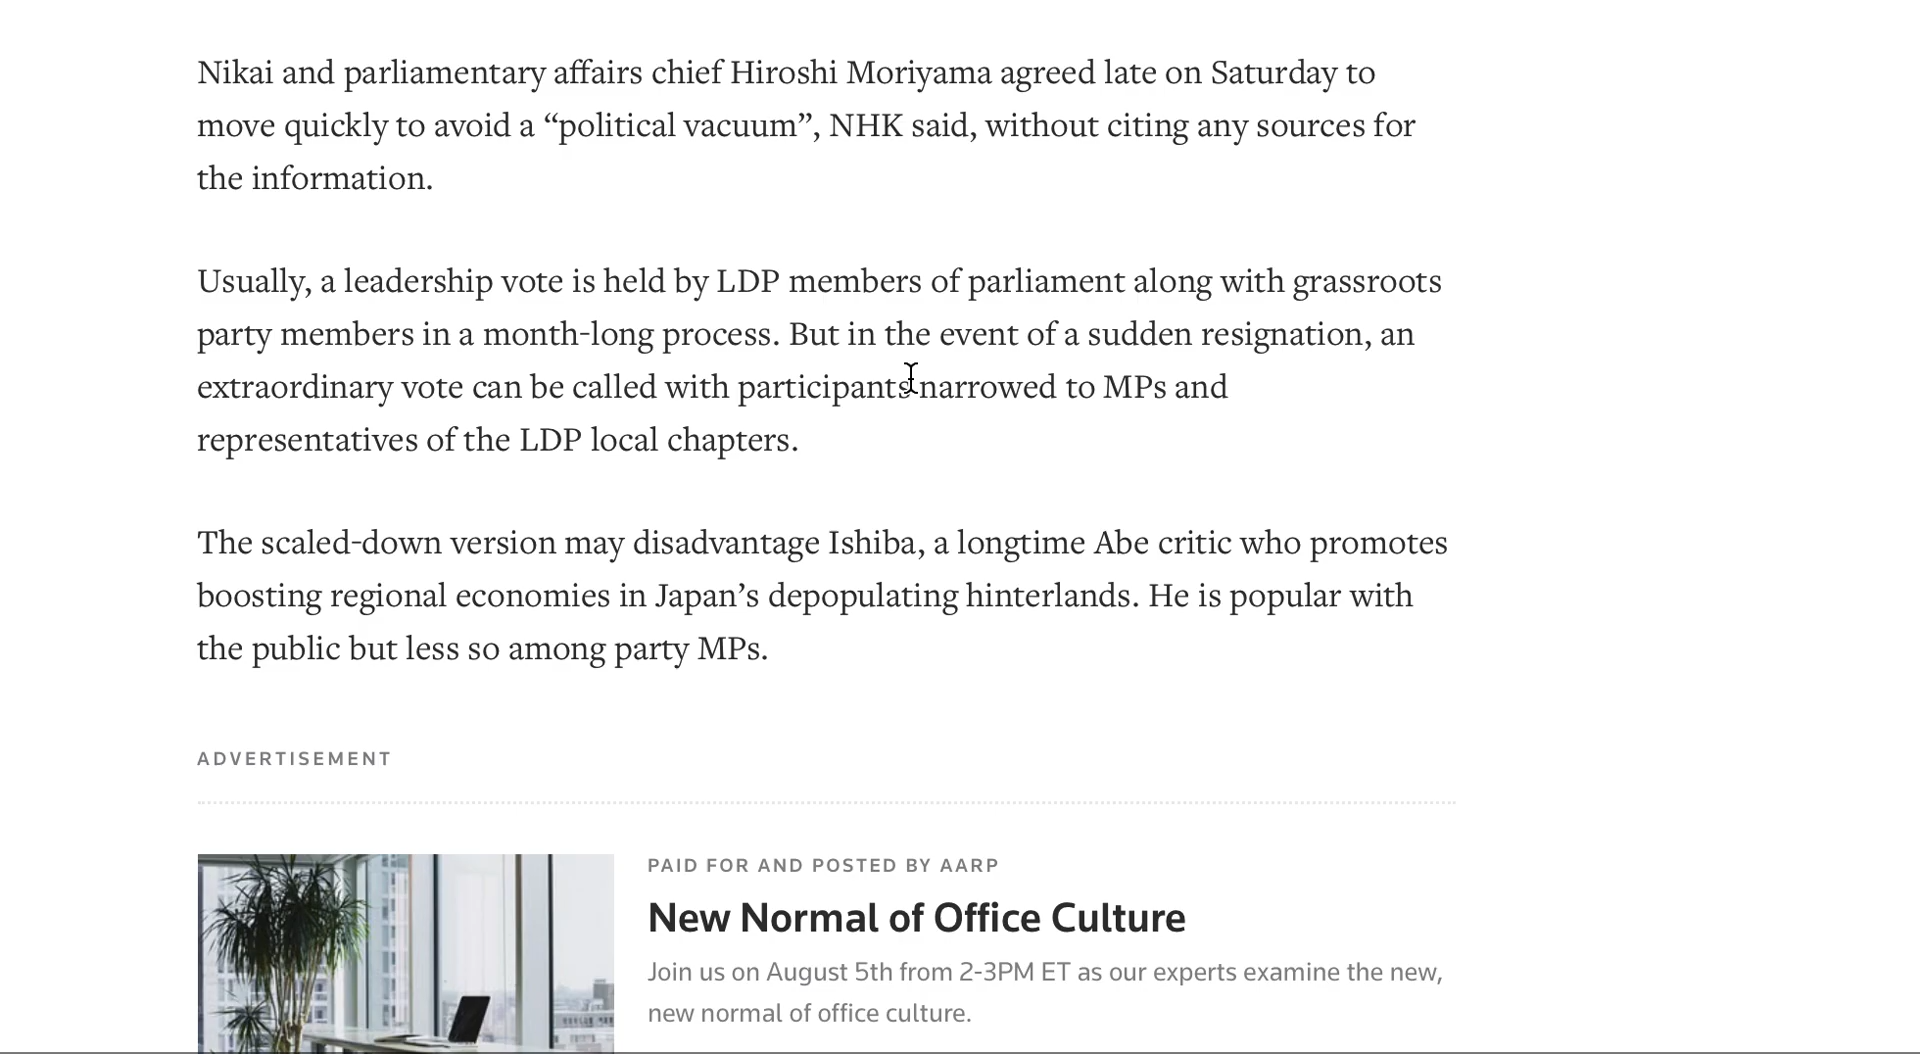 Nikai and parliamentary affairs chief Hiroshi Moriyama agreed late on Saturday to
move quickly to avoid a “political vacuum”, NHK said, without citing any sources for
the information.
Usually, a leadership vote is held by LDP members of parliament along with grassroots
party members in a month-long process. But in the event of a sudden resignation, an
extraordinary vote can be called with participants narrowed to MPs and
representatives of the LDP local chapters.
The scaled-down version may disadvantage Ishiba, a longtime Abe critic who promotes
boosting regional economies in Japan’s depopulating hinterlands. He is popular with
the public but less so among party MPs.
ADVERTISEMENT
PAID FOR AND POSTED BY AARP
New Normal of Office Culture
Join us on August 5th from 2-3PM ET as our experts examine the new,
new normal of office culture.